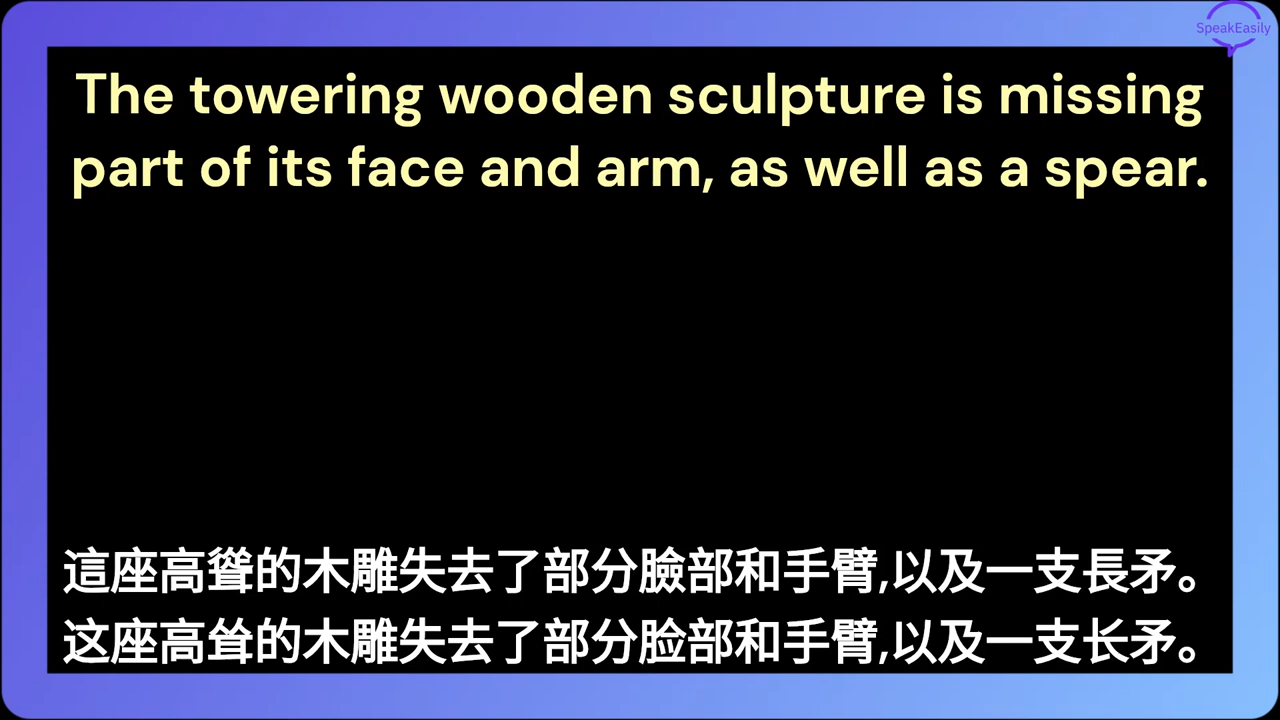 SpeakEasily
The towering wooden sculpture is missing
part of its face and arm, as well as a spear.
這座高聳的木雕失去了部分臉部和手臂,以及一支長矛。
这座高耸的木雕失去了部分脸部和手臂,以及一支长矛。